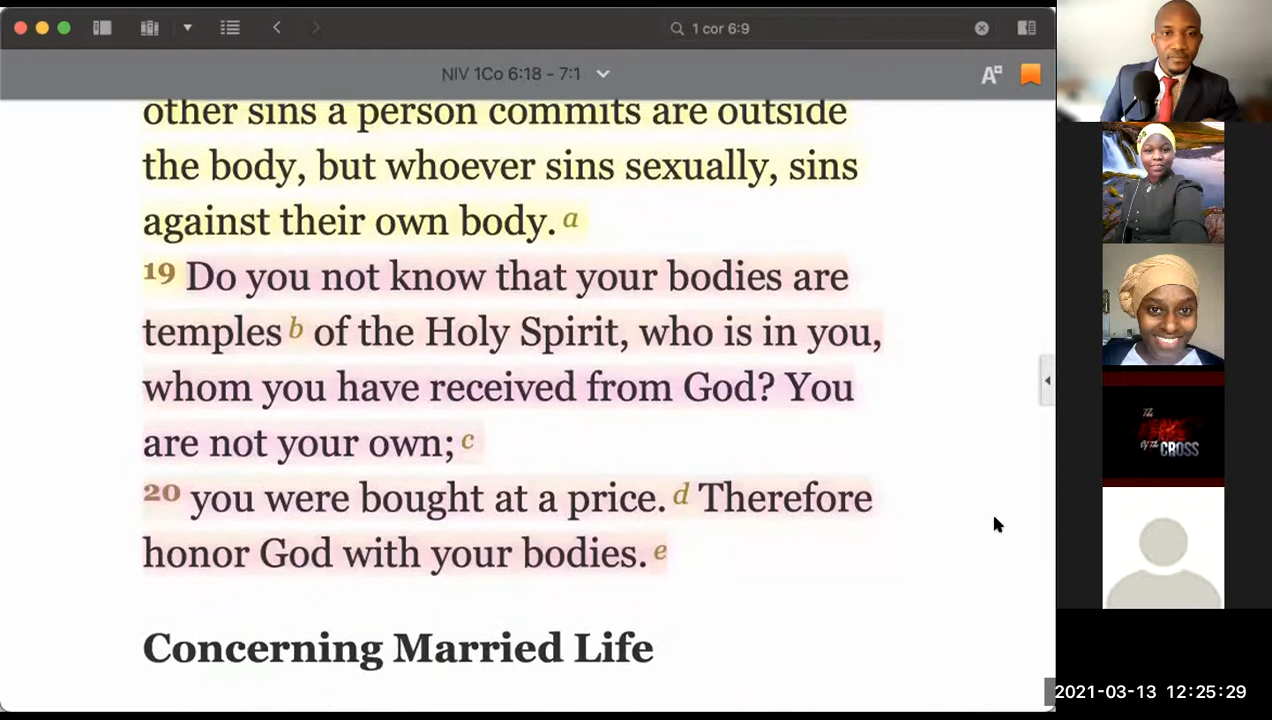 1 cor 6:9
NIV 1Co 6:18 - 7:1
other sins a person commits are outside
the body, but whoever sins sexually, sins
against their own body. a
19 Do you not know that your bodies are
temples b of the Holy Spirit, who is in you,
whom you have received from God? You
are not your own; c
20 you were bought at a price. d Therefore
honor God with your bodies. e
Concerning Married Life
The
Of The CROSS
2021-03-13 12:25:29